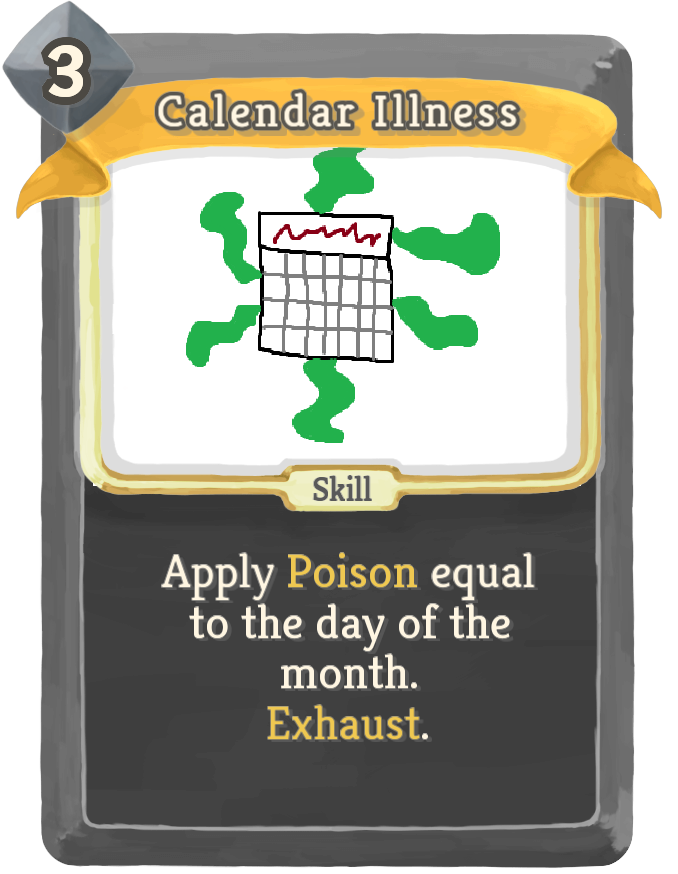 3
Calendar Illness
Skill
Apply Poison equal
to the day of the
month.
Exhaust.